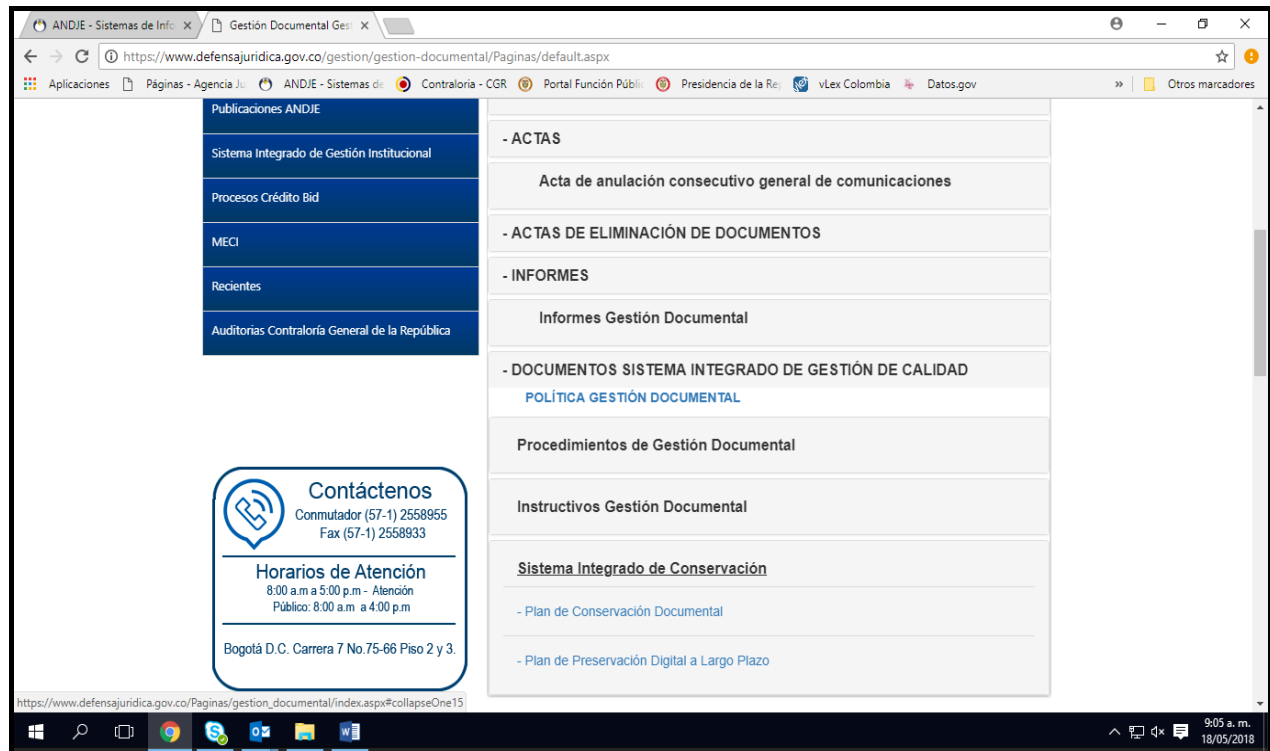 ANDJE - Sistemas de Info
Gestión Documental Gest
https://www.defensajuridica.gov.co/gestion/gestion-documental/Paginas/default.aspx
Aplicaciones
Páginas - Agencia Ju
ANDJE - Sistemas de
Contraloria - CGR
Portal Función Públic
Presidencia de la Rep
vLex Colombia
Datos.gov
»
Otros marcadores
Publicaciones ANDJE
Sistema Integrado de Gestión Institucional
Procesos Crédito Bid
MECI
Recientes
Auditorias Contraloría General de la República
Contáctenos
Conmutador (57-1) 2558955
Fax (57-1) 2558933
Horarios de Atención
8:00 a.m a 5:00 p.m - Atención
Público: 8:00 a.m a 4:00 p.m
Bogotá D.C. Carrera 7 No.75-66 Piso 2 y 3.
- ACTAS
Acta de anulación consecutivo general de comunicaciones
- ACTAS DE ELIMINACIÓN DE DOCUMENTOS
- INFORMES
Informes Gestión Documental
- DOCUMENTOS SISTEMA INTEGRADO DE GESTIÓN DE CALIDAD
POLÍTICA GESTIÓN DOCUMENTAL
Procedimientos de Gestión Documental
Instructivos Gestión Documental
Sistema Integrado de Conservación
- Plan de Conservación Documental
- Plan de Preservación Digital a Largo Plazo
https://www.defensajuridica.gov.co/Paginas/gestion_documental/index.aspx#collapseOne15
9:05 a. m.
18/05/2018